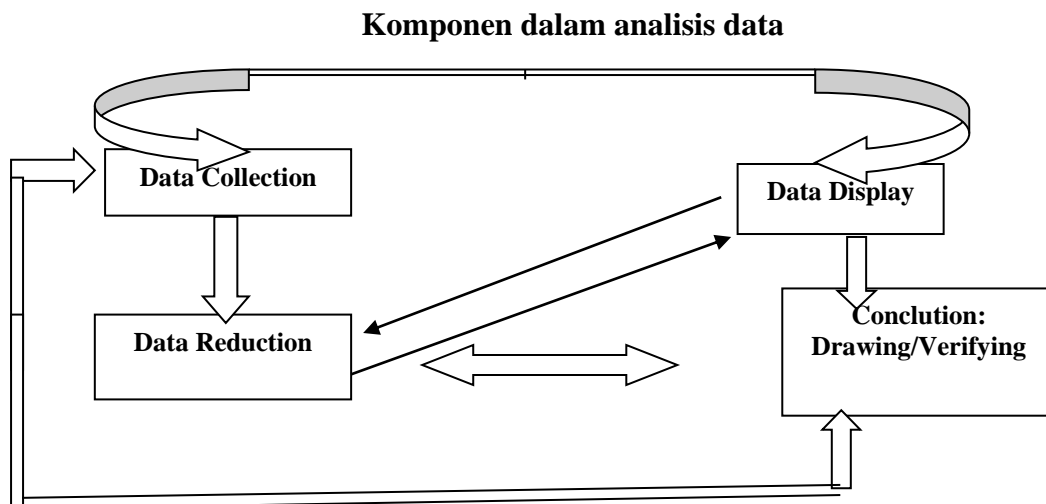 Komponen dalam analisis data
Data Collection
Data Display
Data Reduction
Conclution:
Drawing/Verifying